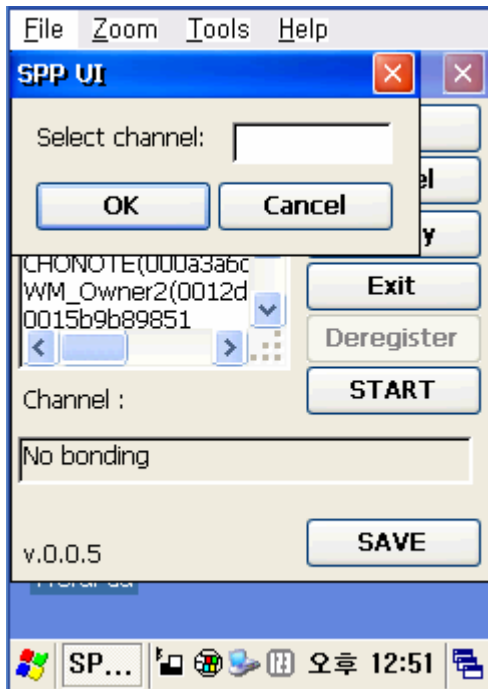 File Zoom Tools Help
SPP UI
Select channel:
OK Cancel
CHONOTE(000a3a6c
WM_Owner2(0012d
0015b9b89851
Exit
Deregister
START
Channel :
No bonding
v.0.0.5
SAVE
SP... 오후 12:51